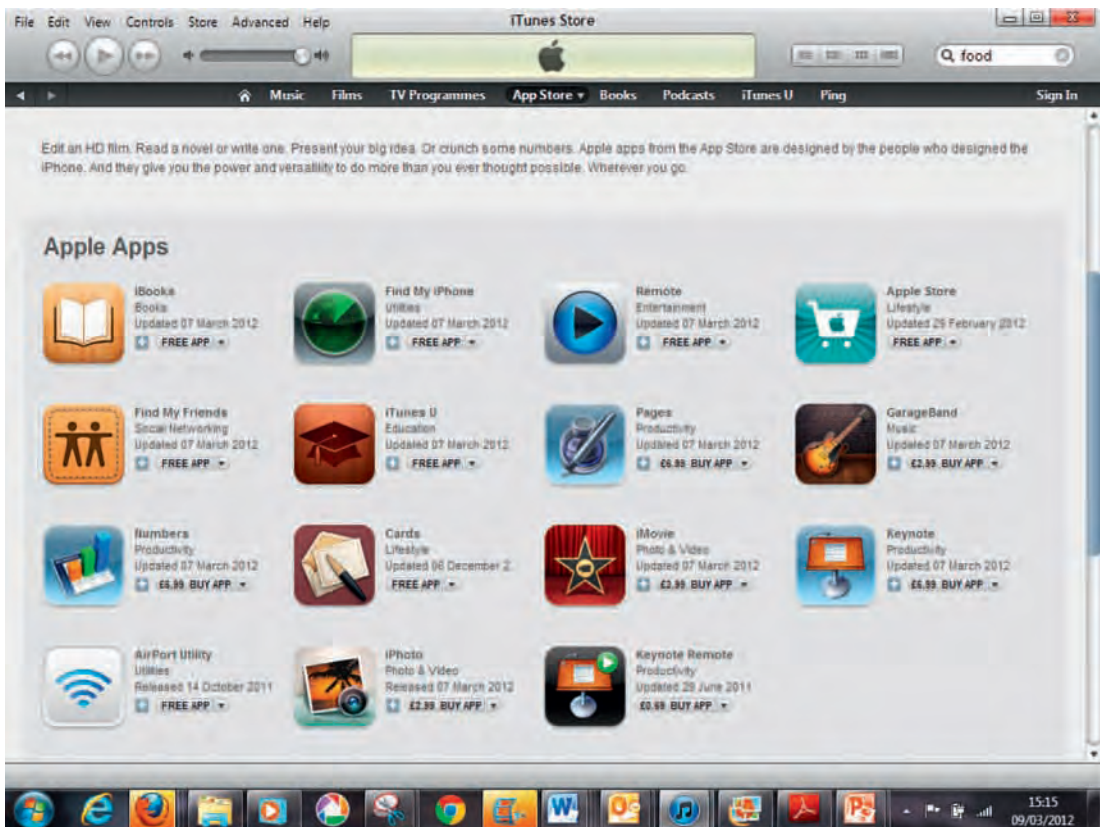 File Edit View Controls Store Advanced Help
iTunes Store
food
Music Films TV Programmes App Store Books Podcasts iTunes U Ping Sign In
Edit an HD film. Read a novel or write one. Present your big idea. Or crunch some numbers. Apple apps from the App Store are designed by the people who designed the
iPhone. And they give you the power and versatility to do more than you ever thought possible. Wherever you go.
Apple Apps
iBooks
Books
Updated 07 March 2012
FREE APP
Find My iPhone
Utilities
Updated 07 March 2012
FREE APP
Remote
Entertainment
Updated 07 March 2012
FREE APP
Apple Store
Lifestyle
Updated 29 February 2012
FREE APP
Find My Friends
Social Networking
Updated 07 March 2012
FREE APP
iTunes U
Education
Updated 07 March 2012
FREE APP
Pages
Productivity
Updated 07 March 2012
£6.99 BUY APP
GarageBand
Music
Updated 07 March 2012
£2.99 BUY APP
Numbers
Productivity
Updated 07 March 2012
£6.99 BUY APP
Cards
Lifestyle
Updated 06 December 2
FREE APP
iMovie
Photo & Video
Updated 07 March 2012
£2.99 BUY APP
Keynote
Productivity
Updated 07 March 2012
£6.99 BUY APP
AirPort Utility
Utilities
Released 14 October 2011
FREE APP
iPhoto
Photo & Video
Released 07 March 2012
£2.99 BUY APP
Keynote Remote
Productivity
Updated 29 June 2011
£0.69 BUY APP
15:15
09/03/2012